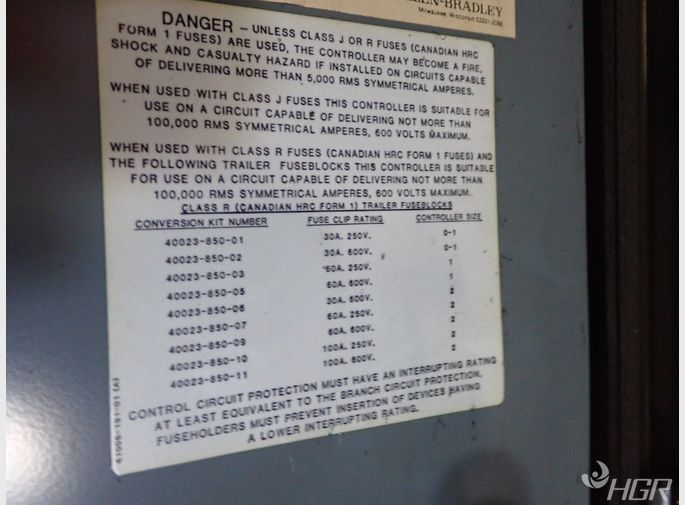 LLEN-BRADLEY
Milwaukee, Wisconsin 53201-2086
DANGER - UNLESS CLASS J OR R FUSES (CANADIAN HRC
FORM 1 FUSES) ARE USED, THE CONTROLLER MAY BECOME A FIRE,
SHOCK AND CASUALTY HAZARD IF INSTALLED ON CIRCUITS CAPABLE
OF DELIVERING MORE THAN 5,000 RMS SYMMETRICAL AMPERES.
WHEN USED WITH CLASS J FUSES THIS CONTROLLER IS SUITABLE FOR
USE ON A CIRCUIT CAPABLE OF DELIVERING NOT MORE THAN
100,000 RMS SYMMETRICAL AMPERES, 600 VOLTS MAXIMUM.
WHEN USED WITH CLASS R FUSES (CANADIAN HRC FORM 1 FUSES) AND
THE FOLLOWING TRAILER FUSEBLOCKS THIS CONTROLLER IS SUITABLE
FOR USE ON A CIRCUIT CAPABLE OF DELIVERING NOT MORE THAN
100,000 RMS SYMMETRICAL AMPERES, 600 VOLTS MAXIMUM.
CLASS R (CANADIAN HRC FORM 1) TRAILER FUSEBLOCKS
CONVERSION KIT NUMBER FUSE CLIP RATING CONTROLLER SIZE
40023-850-01 30A. 250V. 0-1
40023-850-02 30A. 600V. 0-1
40023-850-03 60A. 250V. 1
40023-850-05 60A. 600V. 1
40023-850-06 30A. 600V. 2
40023-850-07 60A. 250V. 2
40023-850-09 60A. 600V. 2
40023-850-10 100A. 250V. 2
40023-850-11 100A. 600V. 2
CONTROL CIRCUIT PROTECTION MUST HAVE AN INTERRUPTING RATING
AT LEAST EQUIVALENT TO THE BRANCH CIRCUIT PROTECTION.
FUSEHOLDERS MUST PREVENT INSERTION OF DEVICES HAVING
A LOWER INTERRUPTING RATING.
41005-191-01 (A)
HGR